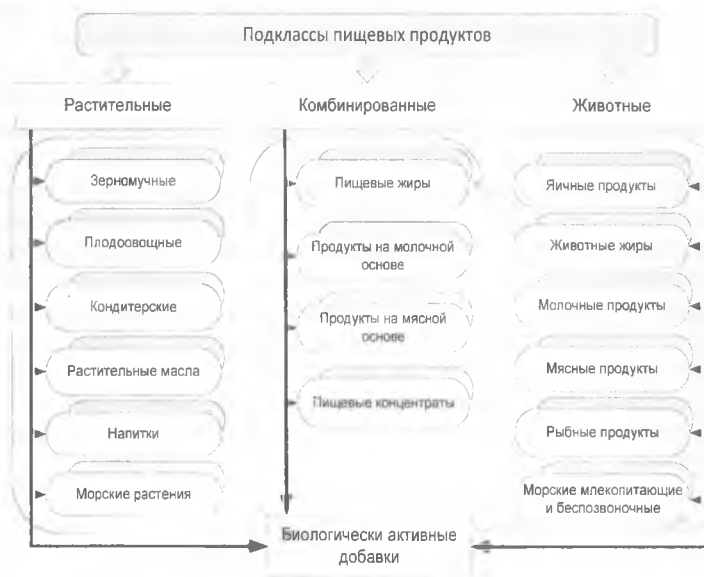 Подклассы пищевых продуктов
Растительные
Зерномучные
Плодоовощные
Кондитерские
Растительные масла
Напитки
Морские растения
Комбинированные
Пищевые жиры
Продукты на молочной
основе
Продукты на мясной
основе
Пищевые концентраты
Животные
Яичные продукты
Животные жиры
Молочные продукты
Мясные продукты
Рыбные продукты
Морские млекопитающие
и беспозвоночные
Биологически активные
добавки